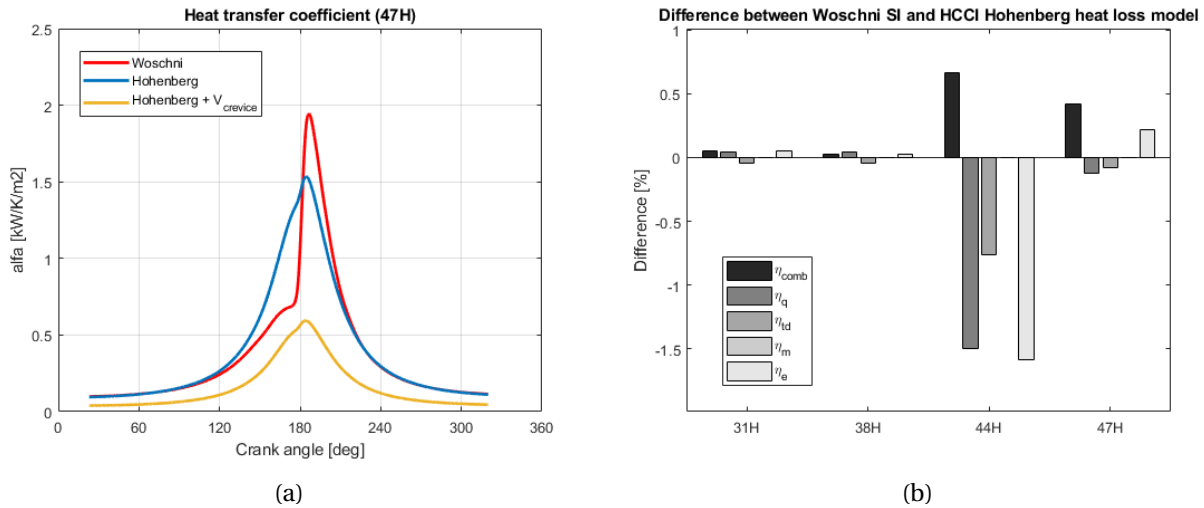 Heat transfer coefficient (47H)
2.5
2
1.5
1
0.5
0
alfa [kW/K/m2]
Woschni
Hohenberg
Hohenberg + V_crevice
0 60 120 180 240 300 360
Crank angle [deg]
(a)
Difference between Woschni SI and HCCI Hohenberg heat loss model
1
0.5
0
-0.5
1
-1.5
Difference [%]
η_comb
η_q
η_td
η_m
η_e
31H 38H 44H 47H
(b)